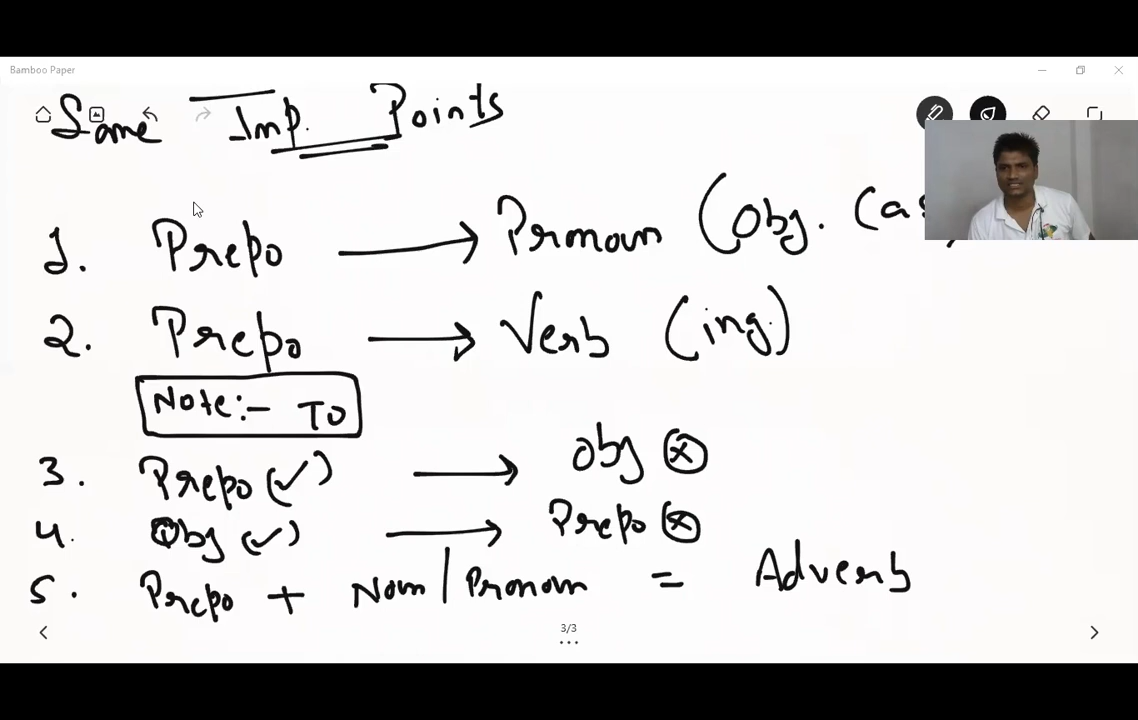 Bamboo Paper
Some Imp. Points
1. Prepo → Pronoun (Obj. Cas
2. Prepo → Verb (ing.)
Note:- TO
3. Prepo (✓) → Obj ⊗
4. Obj (✓) → Prepo ⊗
5. Prepo + Noun / Pronoun = Adverb
3/3